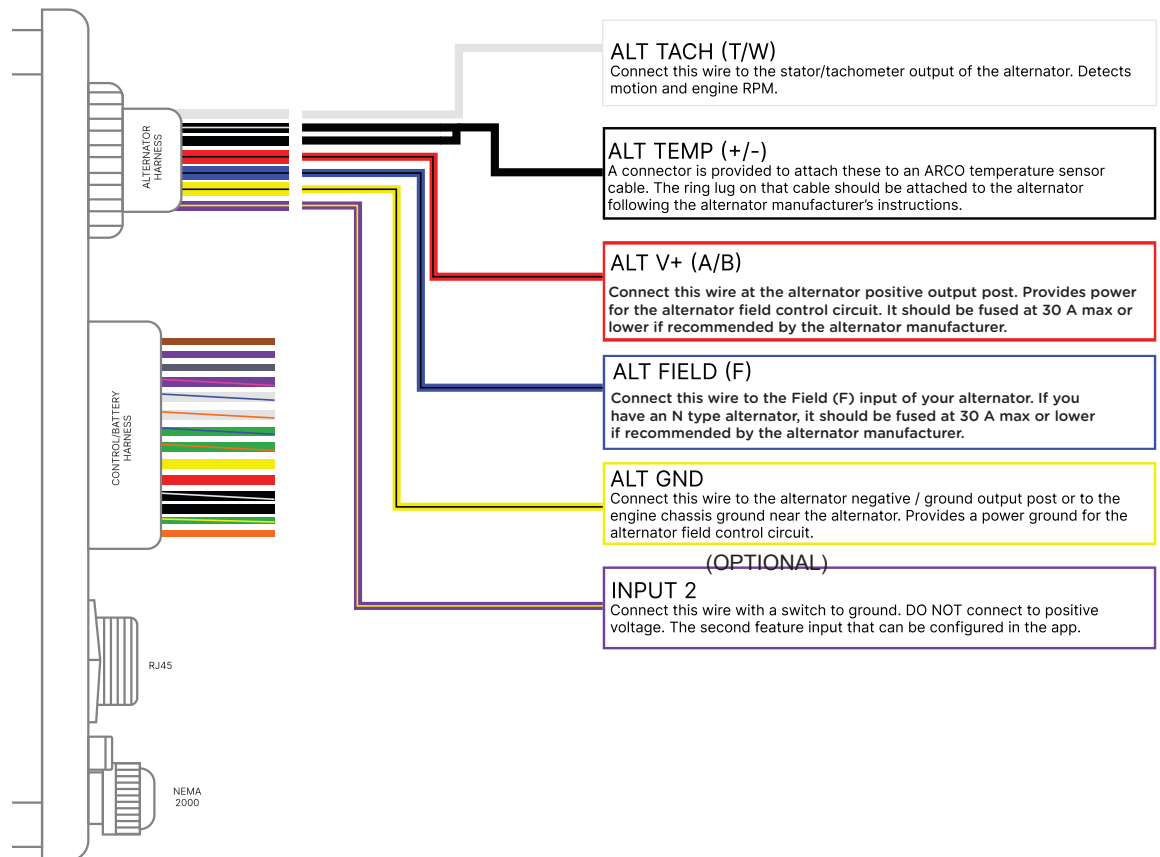 ALT TACH (T/W)
Connect this wire to the stator/tachometer output of the alternator. Detects
motion and engine RPM.
ALTERNATOR
HARNESS
ALT TEMP (+/-)
A connector is provided to attach these to an ARCO temperature sensor
cable. The ring lug on that cable should be attached to the alternator
following the alternator manufacturer's instructions.
ALT V+ (A/B)
Connect this wire at the alternator positive output post. Provides power
for the alternator field control circuit. It should be fused at 30 A max or
lower if recommended by the alternator manufacturer.
ALT FIELD (F)
Connect this wire to the Field (F) input of your alternator. If you
have an N type alternator, it should be fused at 30 A max or lower
if recommended by the alternator manufacturer.
CONTROL/BATTERY
HARNESS
ALT GND
Connect this wire to the alternator negative / ground output post or to the
engine chassis ground near the alternator. Provides a power ground for the
alternator field control circuit.
(OPTIONAL)
INPUT 2
Connect this wire with a switch to ground. DO NOT connect to positive
voltage. The second feature input that can be configured in the app.
RJ45
NEMA
2000